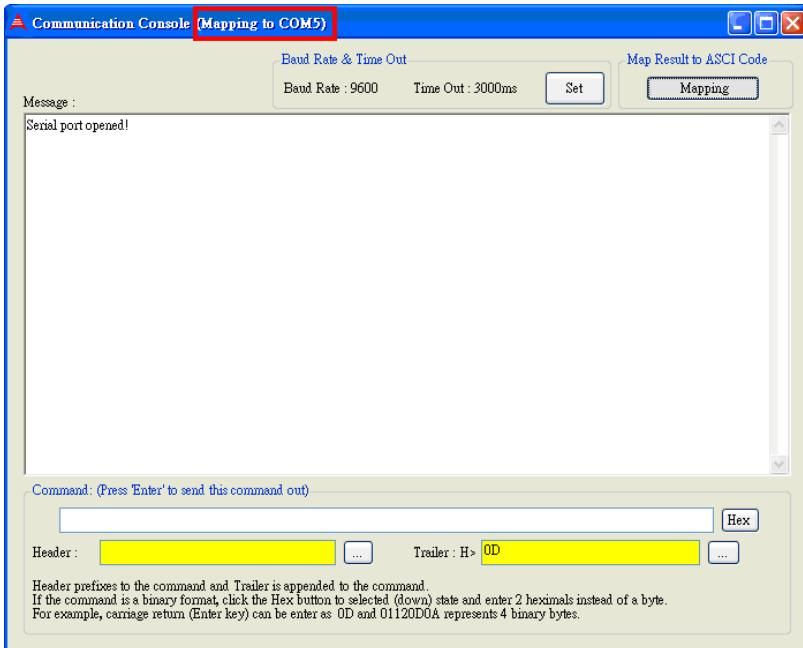 Communication Console (Mapping to COM5)
Baud Rate & Time Out
Map Result to ASCI Code
Baud Rate : 9600 Time Out : 3000ms Set Mapping
Message :
Serial port opened!
Command: (Press 'Enter' to send this command out)
Hex
Header : ... Trailer : H> 0D ...
Header prefixes to the command and Trailer is appended to the command.
If the command is a binary format, click the Hex button to selected (down) state and enter 2 heximals instead of a byte.
For example, carriage return (Enter key) can be enter as 0D and 01120D0A represents 4 binary bytes.